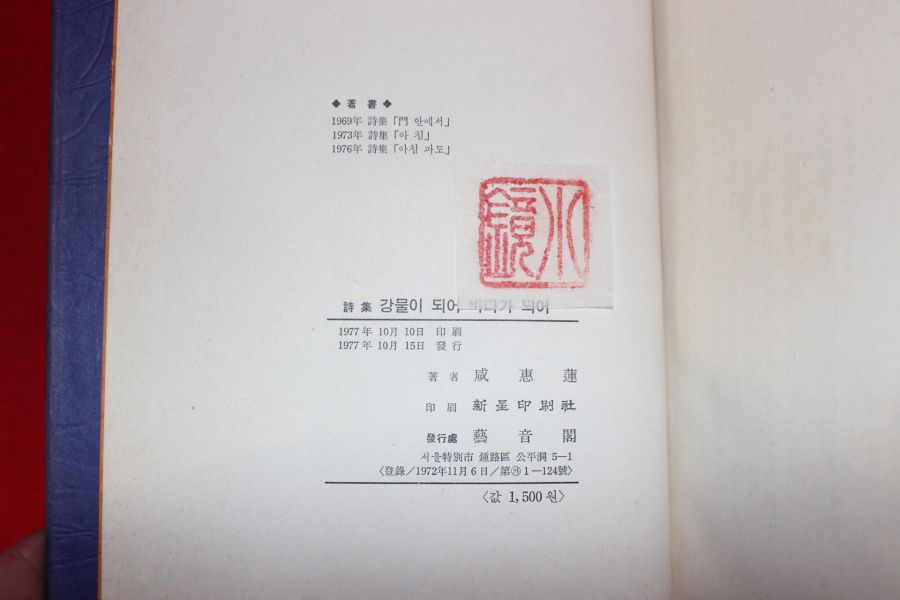 ◆ 著 書 ◆
1969年 詩集 「門 안에서」
1973年 詩集 「아 침」
1976年 詩集 「아침 파도」
水鏡
詩 集 강물이 되어 바다가 되어
1977年 10月 10日 印 刷
1977年 10月 15日 發 行
著 者 咸 惠 蓮
印 刷 新 星 印 刷 社
發行處 藝 音 閣
서울特別市 鍾路區 公平洞 5—1
〈登錄/1972年11月 6日/第㉮ 1—124號〉
〈값 1,500원〉